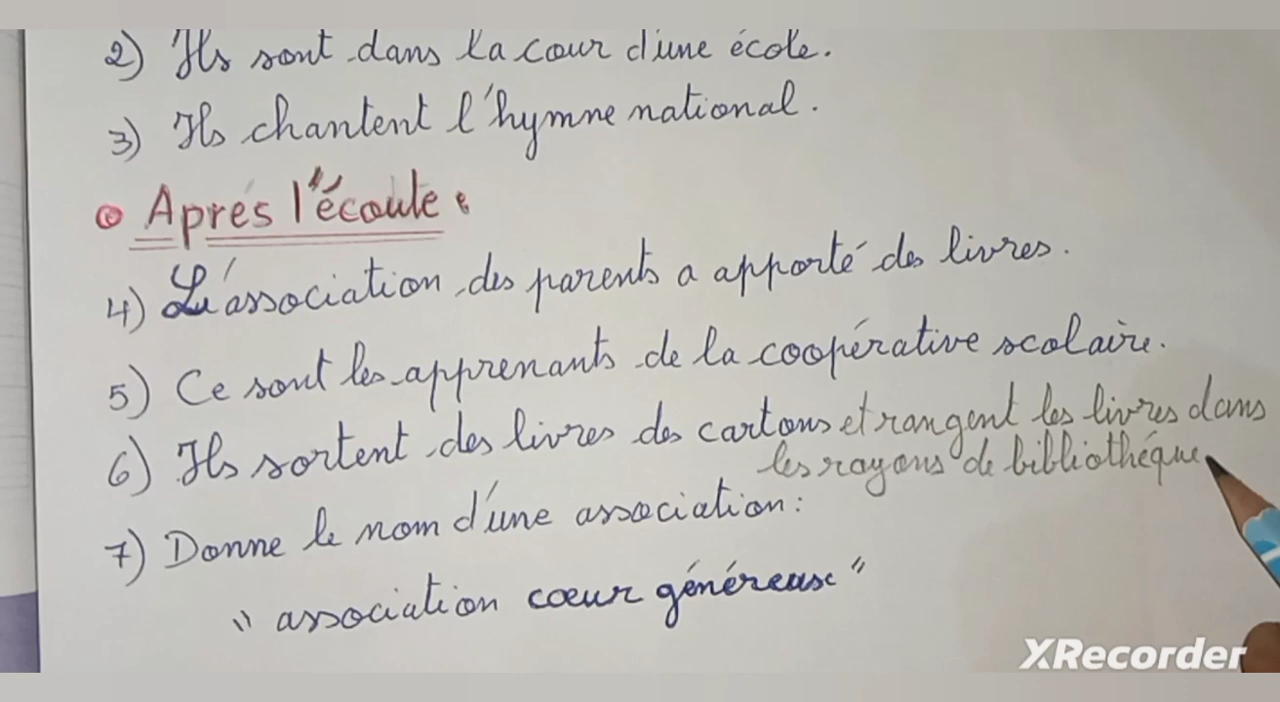 2) Ils sont dans la cour d'une école.
3) Ils chantent l'hymne national.
Aprés l'écoute :
4) L'association des parents a apporté des livres.
5) Ce sont les apprenants de la coopérative scolaire.
6) Ils sortent des livres des cartons et rangent les livres dans
les rayons de bibliothéque
7) Donne le nom d'une association :
"association cœur généreuse"
XRecorder